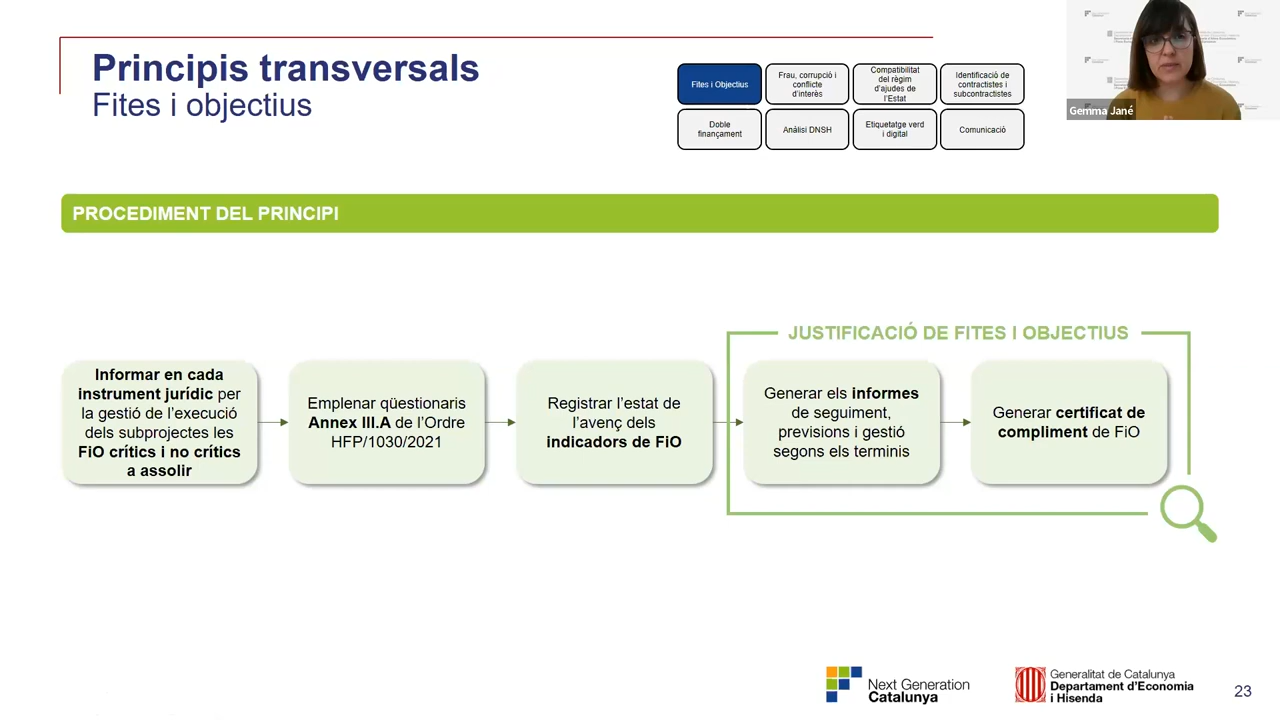 Principis transversals
Fites i objectius
Fites i Objectius
Frau, corrupció i
conflicte
d'interès
Compatibilitat
del règim
d'ajudes de
l'Estat
Identificació de
contractistes i
subcontractistes
Doble
finançament
Anàlisi DNSH
Etiquetatge verd
i digital
Comunicació
Gemma Jané
PROCEDIMENT DEL PRINCIPI
JUSTIFICACIÓ DE FITES I OBJECTIUS
Informar en cada
instrument jurídic per
la gestió de l'execució
dels subprojectes les
FiO crítics i no crítics
a assolir
Emplenar qüestionaris
Annex III.A de l'Ordre
HFP/1030/2021
Registrar l'estat de
l'avenç dels
indicadors de FiO
Generar els informes
de seguiment,
previsions i gestió
segons els terminis
Generar certificat de
compliment de FiO
Next Generation
Catalunya
Generalitat de Catalunya
Departament d'Economia
i Hisenda
23